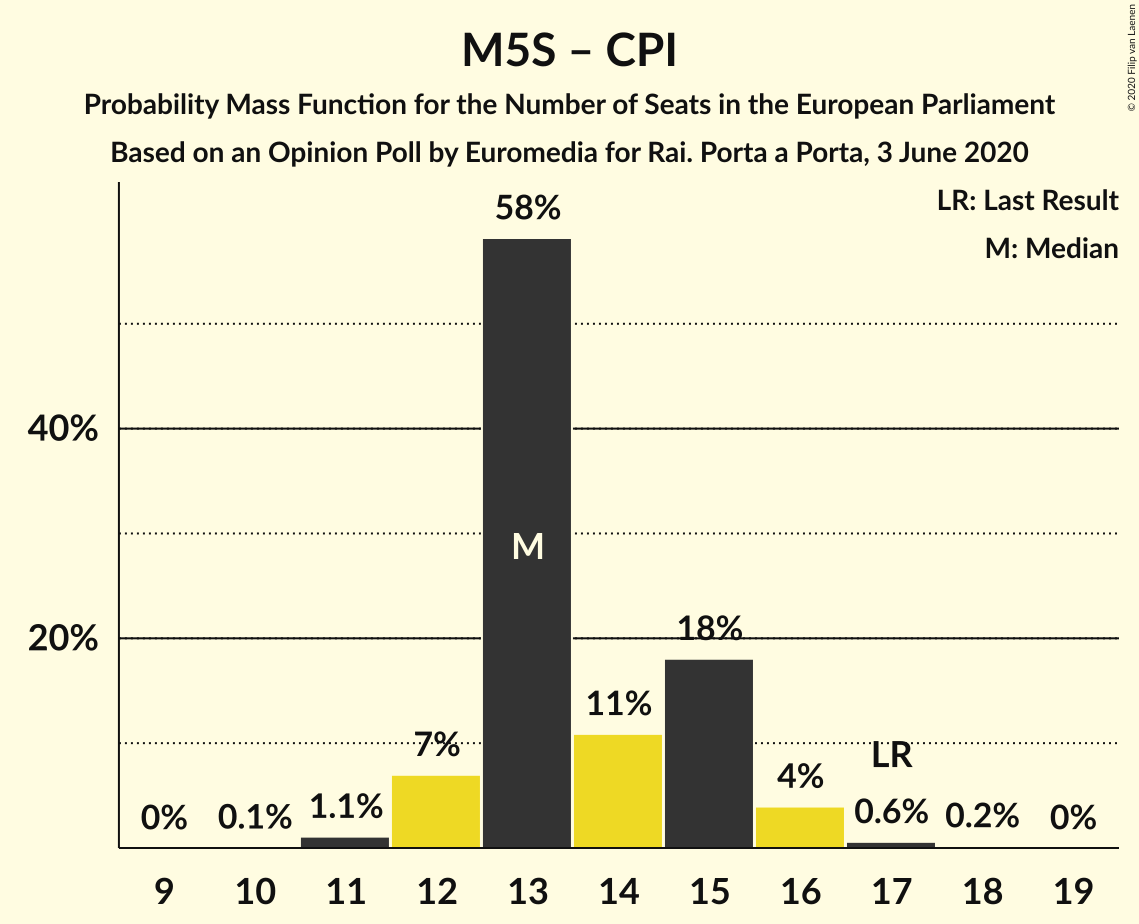 M5S – CPI
Probability Mass Function for the Number of Seats in the European Parliament
Based on an Opinion Poll by Euromedia for Rai. Porta a Porta, 3 June 2020
© 2020 Filip van Laenen
LR: Last Result
M: Median
58%
40%
M
20%
18%
11%
7%
LR
4%
1.1%
0.6%
0.2%
0.1%
0%
0%
9 10 11 12 13 14 15 16 17 18 19